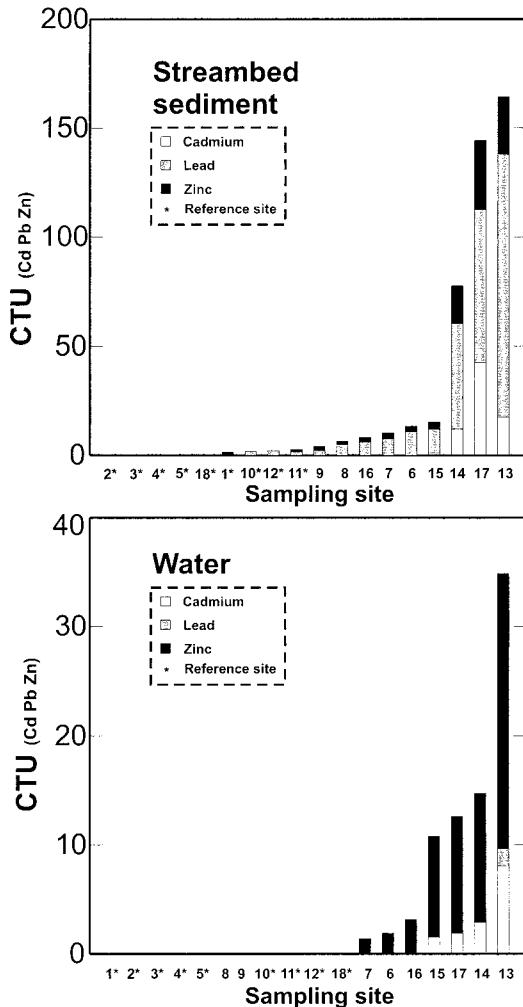 200
150
100
50
0
CTU (Cd Pb Zn)
Streambed
sediment
Cadmium
Lead
Zinc
* Reference site
2* 3* 4* 5* 18* 1* 10* 12* 11* 9 8 16 7 6 15 14 17 13
Sampling site
40
30
20
10
0
CTU (Cd Pb Zn)
Water
Cadmium
Lead
Zinc
* Reference site
1* 2* 3* 4* 5* 8 9 10* 11* 12* 18* 7 6 16 15 17 14 13
Sampling site